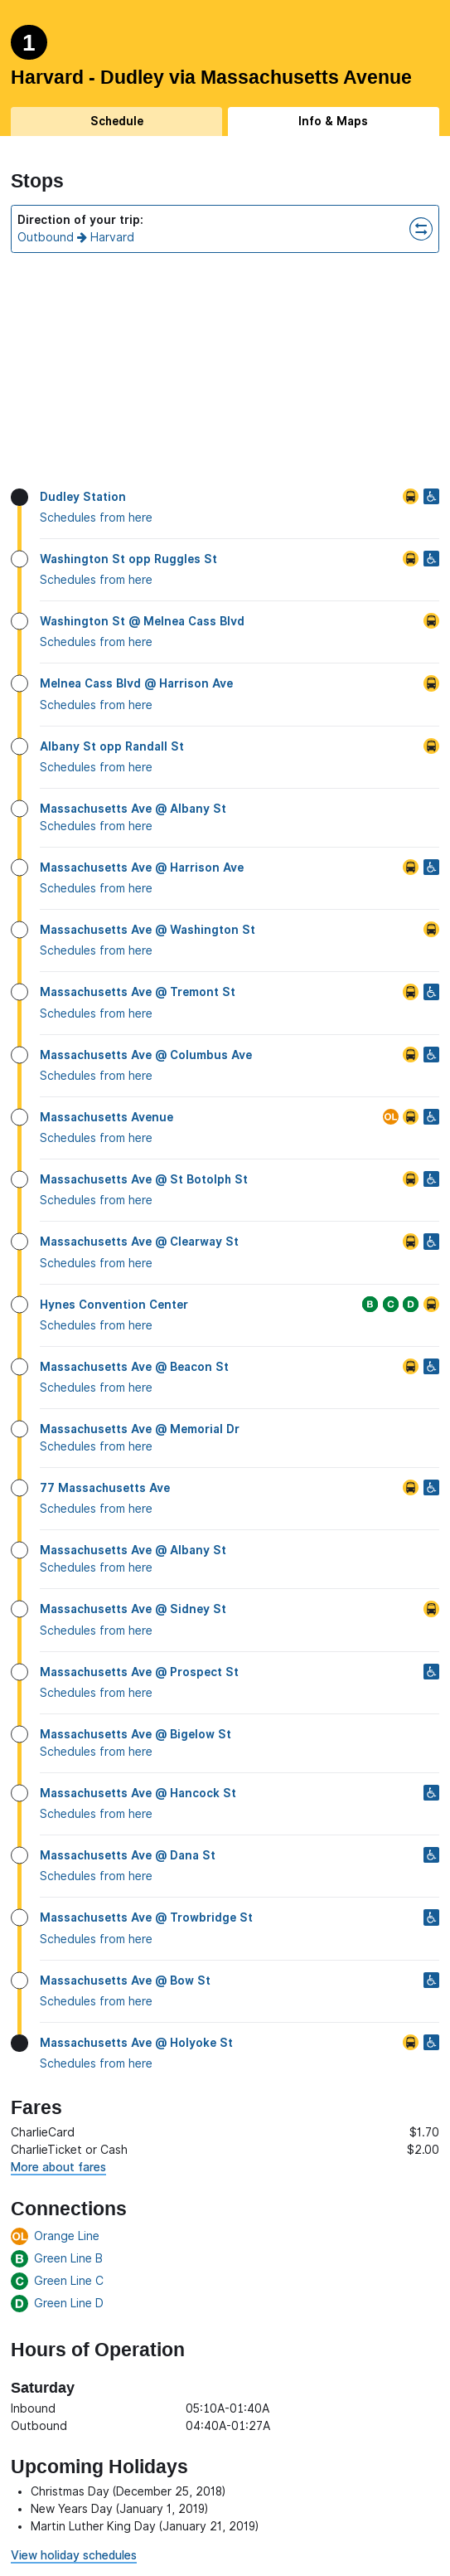 1
Harvard - Dudley via Massachusetts Avenue
Schedule
Info & Maps
Stops
Direction of your trip:
Outbound → Harvard
Dudley Station
Schedules from here
Washington St opp Ruggles St
Schedules from here
Washington St @ Melnea Cass Blvd
Schedules from here
Melnea Cass Blvd @ Harrison Ave
Schedules from here
Albany St opp Randall St
Schedules from here
Massachusetts Ave @ Albany St
Schedules from here
Massachusetts Ave @ Harrison Ave
Schedules from here
Massachusetts Ave @ Washington St
Schedules from here
Massachusetts Ave @ Tremont St
Schedules from here
Massachusetts Ave @ Columbus Ave
Schedules from here
Massachusetts Avenue OL
Schedules from here
Massachusetts Ave @ St Botolph St
Schedules from here
Massachusetts Ave @ Clearway St
Schedules from here
Hynes Convention Center B C D
Schedules from here
Massachusetts Ave @ Beacon St
Schedules from here
Massachusetts Ave @ Memorial Dr
Schedules from here
77 Massachusetts Ave
Schedules from here
Massachusetts Ave @ Albany St
Schedules from here
Massachusetts Ave @ Sidney St
Schedules from here
Massachusetts Ave @ Prospect St
Schedules from here
Massachusetts Ave @ Bigelow St
Schedules from here
Massachusetts Ave @ Hancock St
Schedules from here
Massachusetts Ave @ Dana St
Schedules from here
Massachusetts Ave @ Trowbridge St
Schedules from here
Massachusetts Ave @ Bow St
Schedules from here
Massachusetts Ave @ Holyoke St
Schedules from here
Fares
CharlieCard $1.70
CharlieTicket or Cash $2.00
More about fares
Connections
OL Orange Line
B Green Line B
C Green Line C
D Green Line D
Hours of Operation
Saturday
Inbound 05:10A-01:40A
Outbound 04:40A-01:27A
Upcoming Holidays
• Christmas Day (December 25, 2018)
• New Years Day (January 1, 2019)
• Martin Luther King Day (January 21, 2019)
View holiday schedules